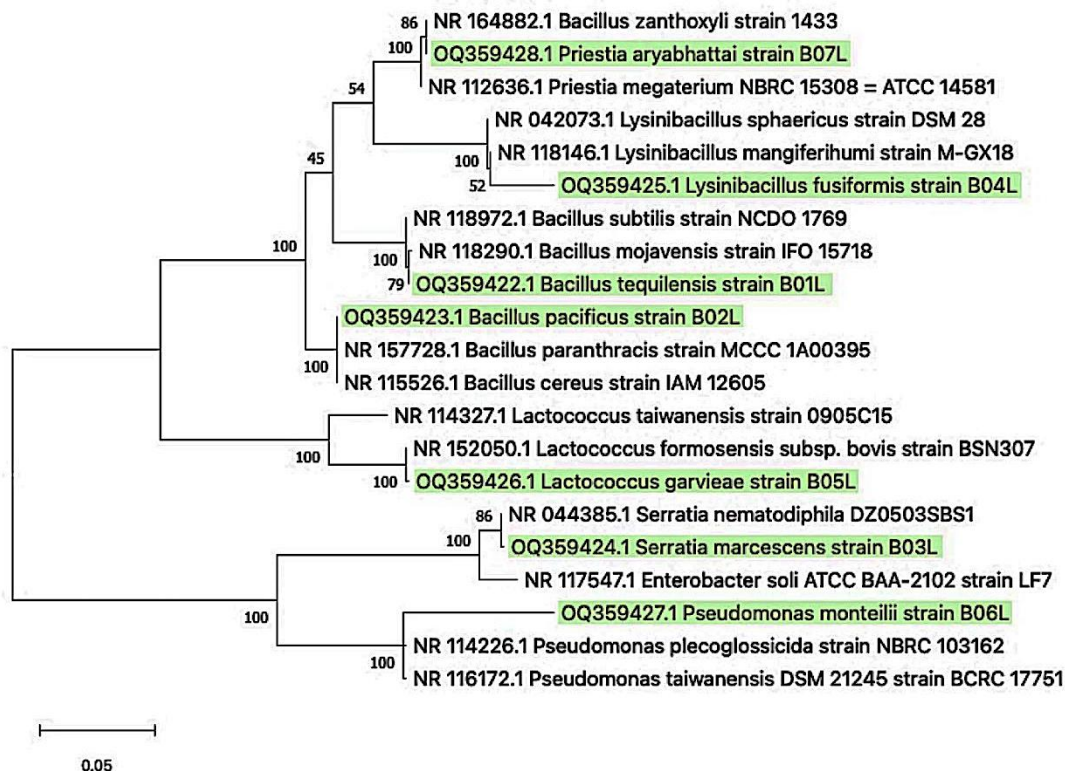 86
NR 164882.1 Bacillus zanthoxyli strain 1433
100
OQ359428.1 Priestia aryabhattai strain B07L
NR 112636.1 Priestia megaterium NBRC 15308 = ATCC 14581
54
NR 042073.1 Lysinibacillus sphaericus strain DSM 28
100
NR 118146.1 Lysinibacillus mangiferihumi strain M-GX18
52
OQ359425.1 Lysinibacillus fusiformis strain B04L
45
NR 118972.1 Bacillus subtilis strain NCDO 1769
100
NR 118290.1 Bacillus mojavensis strain IFO 15718
79
OQ359422.1 Bacillus tequilensis strain B01L
100
OQ359423.1 Bacillus pacificus strain B02L
NR 157728.1 Bacillus paranthracis strain MCCC 1A00395
100
NR 115526.1 Bacillus cereus strain IAM 12605
NR 114327.1 Lactococcus taiwanensis strain 0905C15
100
NR 152050.1 Lactococcus formosensis subsp. bovis strain BSN307
100
OQ359426.1 Lactococcus garvieae strain B05L
86
NR 044385.1 Serratia nematodiphila DZ0503SBS1
100
OQ359424.1 Serratia marcescens strain B03L
NR 117547.1 Enterobacter soli ATCC BAA-2102 strain LF7
100
OQ359427.1 Pseudomonas monteilii strain B06L
NR 114226.1 Pseudomonas plecoglossicida strain NBRC 103162
100
NR 116172.1 Pseudomonas taiwanensis DSM 21245 strain BCRC 17751
0.05